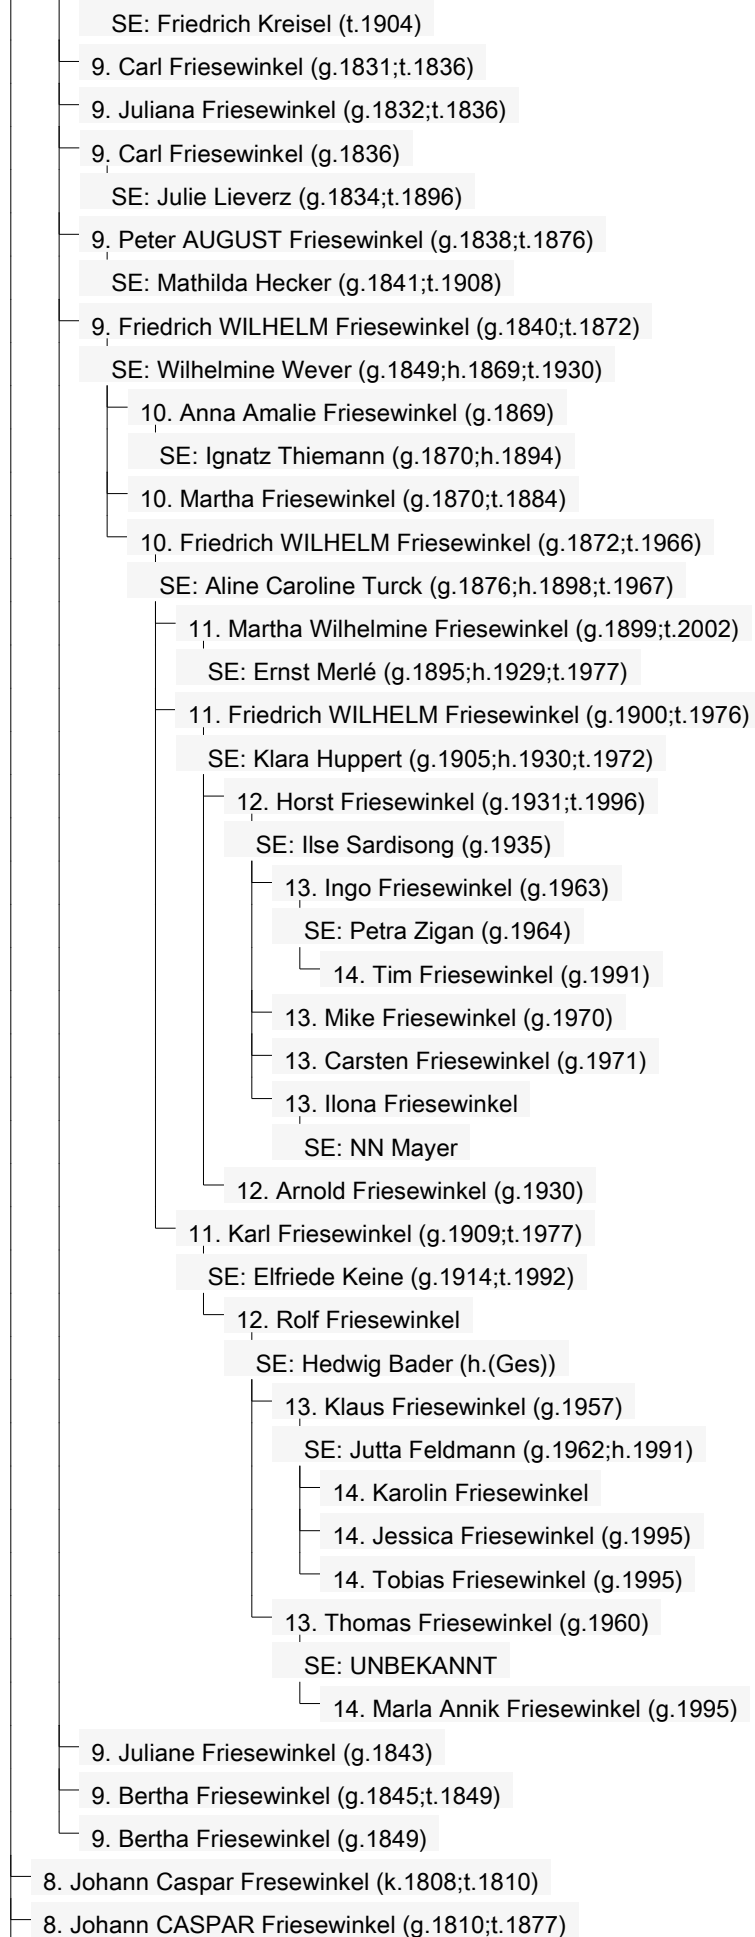 SE: Friedrich Kreisel (t.1904)
9. Carl Friesewinkel (g.1831;t.1836)
9. Juliana Friesewinkel (g.1832;t.1836)
9. Carl Friesewinkel (g.1836)
SE: Julie Lieverz (g.1834;t.1896)
9. Peter AUGUST Friesewinkel (g.1838;t.1876)
SE: Mathilda Hecker (g.1841;t.1908)
9. Friedrich WILHELM Friesewinkel (g.1840;t.1872)
SE: Wilhelmine Wever (g.1849;h.1869;t.1930)
10. Anna Amalie Friesewinkel (g.1869)
SE: Ignatz Thiemann (g.1870;h.1894)
10. Martha Friesewinkel (g.1870;t.1884)
10. Friedrich WILHELM Friesewinkel (g.1872;t.1966)
SE: Aline Caroline Turck (g.1876;h.1898;t.1967)
11. Martha Wilhelmine Friesewinkel (g.1899;t.2002)
SE: Ernst Merlé (g.1895;h.1929;t.1977)
11. Friedrich WILHELM Friesewinkel (g.1900;t.1976)
SE: Klara Huppert (g.1905;h.1930;t.1972)
12. Horst Friesewinkel (g.1931;t.1996)
SE: Ilse Sardisong (g.1935)
13. Ingo Friesewinkel (g.1963)
SE: Petra Zigan (g.1964)
14. Tim Friesewinkel (g.1991)
13. Mike Friesewinkel (g.1970)
13. Carsten Friesewinkel (g.1971)
13. Ilona Friesewinkel
SE: NN Mayer
12. Arnold Friesewinkel (g.1930)
11. Karl Friesewinkel (g.1909;t.1977)
SE: Elfriede Keine (g.1914;t.1992)
12. Rolf Friesewinkel
SE: Hedwig Bader (h.(Ges))
13. Klaus Friesewinkel (g.1957)
SE: Jutta Feldmann (g.1962;h.1991)
14. Karolin Friesewinkel
14. Jessica Friesewinkel (g.1995)
14. Tobias Friesewinkel (g.1995)
13. Thomas Friesewinkel (g.1960)
SE: UNBEKANNT
14. Marla Annik Friesewinkel (g.1995)
9. Juliane Friesewinkel (g.1843)
9. Bertha Friesewinkel (g.1845;t.1849)
9. Bertha Friesewinkel (g.1849)
8. Johann Caspar Fresewinkel (k.1808;t.1810)
8. Johann CASPAR Friesewinkel (g.1810;t.1877)